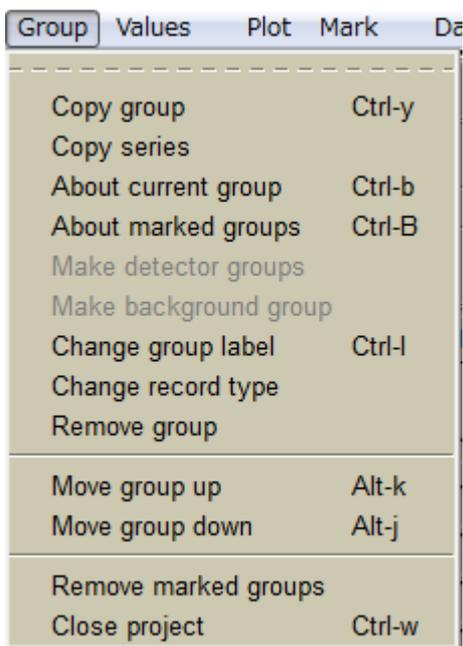 Group Values Plot Mark Da
Copy group Ctrl-y
Copy series
About current group Ctrl-b
About marked groups Ctrl-B
Make detector groups
Make background group
Change group label Ctrl-l
Change record type
Remove group
Move group up Alt-k
Move group down Alt-j
Remove marked groups
Close project Ctrl-w